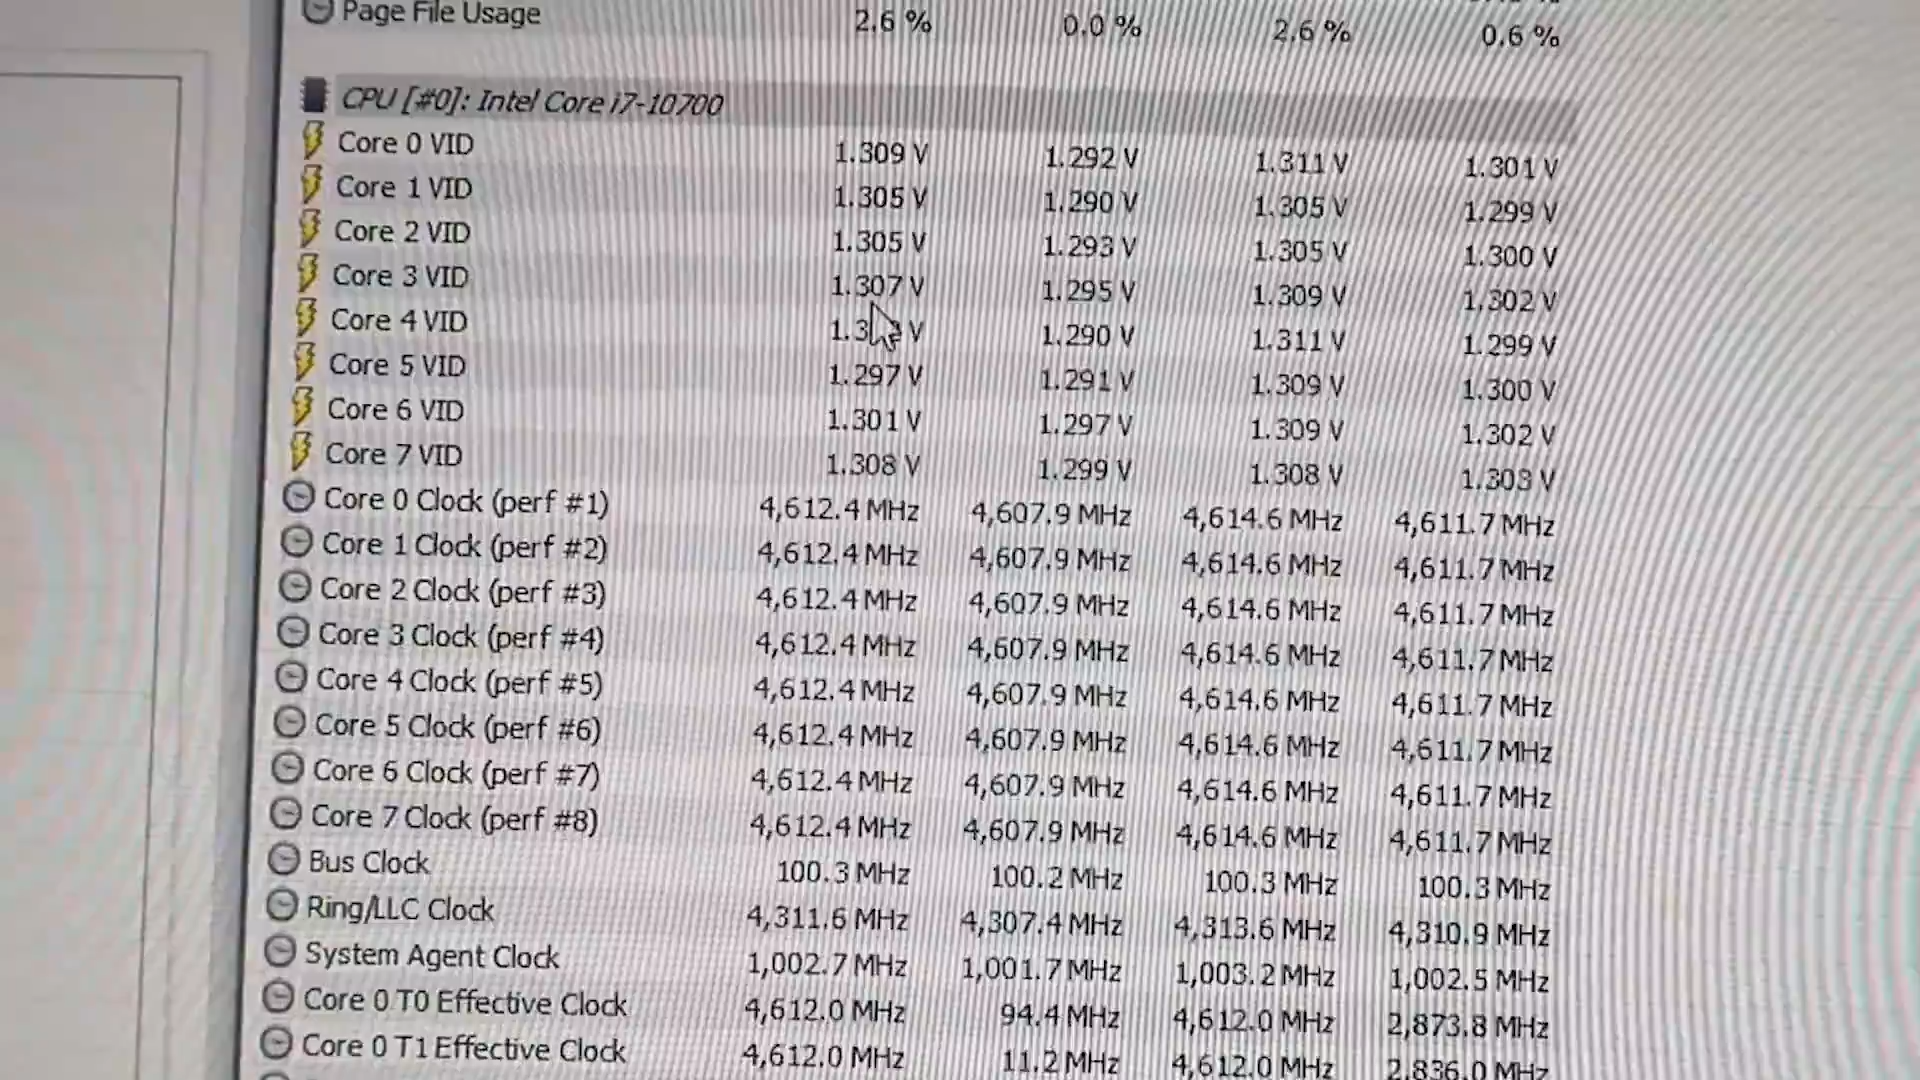 Page File Usage 2.6 % 0.0 % 2.6 % 0.6 %
CPU [#0]: Intel Core i7-10700
Core 0 VID 1.309 V 1.292 V 1.311 V 1.301 V
Core 1 VID 1.305 V 1.290 V 1.305 V 1.299 V
Core 2 VID 1.305 V 1.293 V 1.305 V 1.300 V
Core 3 VID 1.307 V 1.295 V 1.309 V 1.302 V
Core 4 VID V 1.290 V 1.311 V 1.299 V
Core 5 VID 1.297 V 1.291 V 1.309 V 1.300 V
Core 6 VID 1.301 V 1.297 V 1.309 V 1.302 V
Core 7 VID 1.308 V 1.299 V 1.308 V 1.303 V
Core 0 Clock (perf #1) 4,612.4 MHz 4,607.9 MHz 4,614.6 MHz 4,611.7 MHz
Core 1 Clock (perf #2) 4,612.4 MHz 4,607.9 MHz 4,614.6 MHz 4,611.7 MHz
Core 2 Clock (perf #3) 4,612.4 MHz 4,607.9 MHz 4,614.6 MHz 4,611.7 MHz
Core 3 Clock (perf #4) 4,612.4 MHz 4,607.9 MHz 4,614.6 MHz 4,611.7 MHz
Core 4 Clock (perf #5) 4,612.4 MHz 4,607.9 MHz 4,614.6 MHz 4,611.7 MHz
Core 5 Clock (perf #6) 4,612.4 MHz 4,607.9 MHz 4,614.6 MHz 4,611.7 MHz
Core 6 Clock (perf #7) 4,612.4 MHz 4,607.9 MHz 4,614.6 MHz 4,611.7 MHz
Core 7 Clock (perf #8) 4,612.4 MHz 4,607.9 MHz 4,614.6 MHz 4,611.7 MHz
Bus Clock 100.3 MHz 100.2 MHz 100.3 MHz 100.3 MHz
Ring/LLC Clock 4,311.6 MHz 4,307.4 MHz 4,313.6 MHz 4,310.9 MHz
System Agent Clock 1,002.7 MHz 1,001.7 MHz 1,003.2 MHz 1,002.5 MHz
Core 0 T0 Effective Clock 4,612.0 MHz 94.4 MHz 4,612.0 MHz 2,873.8 MHz
Core 0 T1 Effective Clock 4,612.0 MHz 11.2 MHz 4,612.0 MHz 2,836.0 MHz